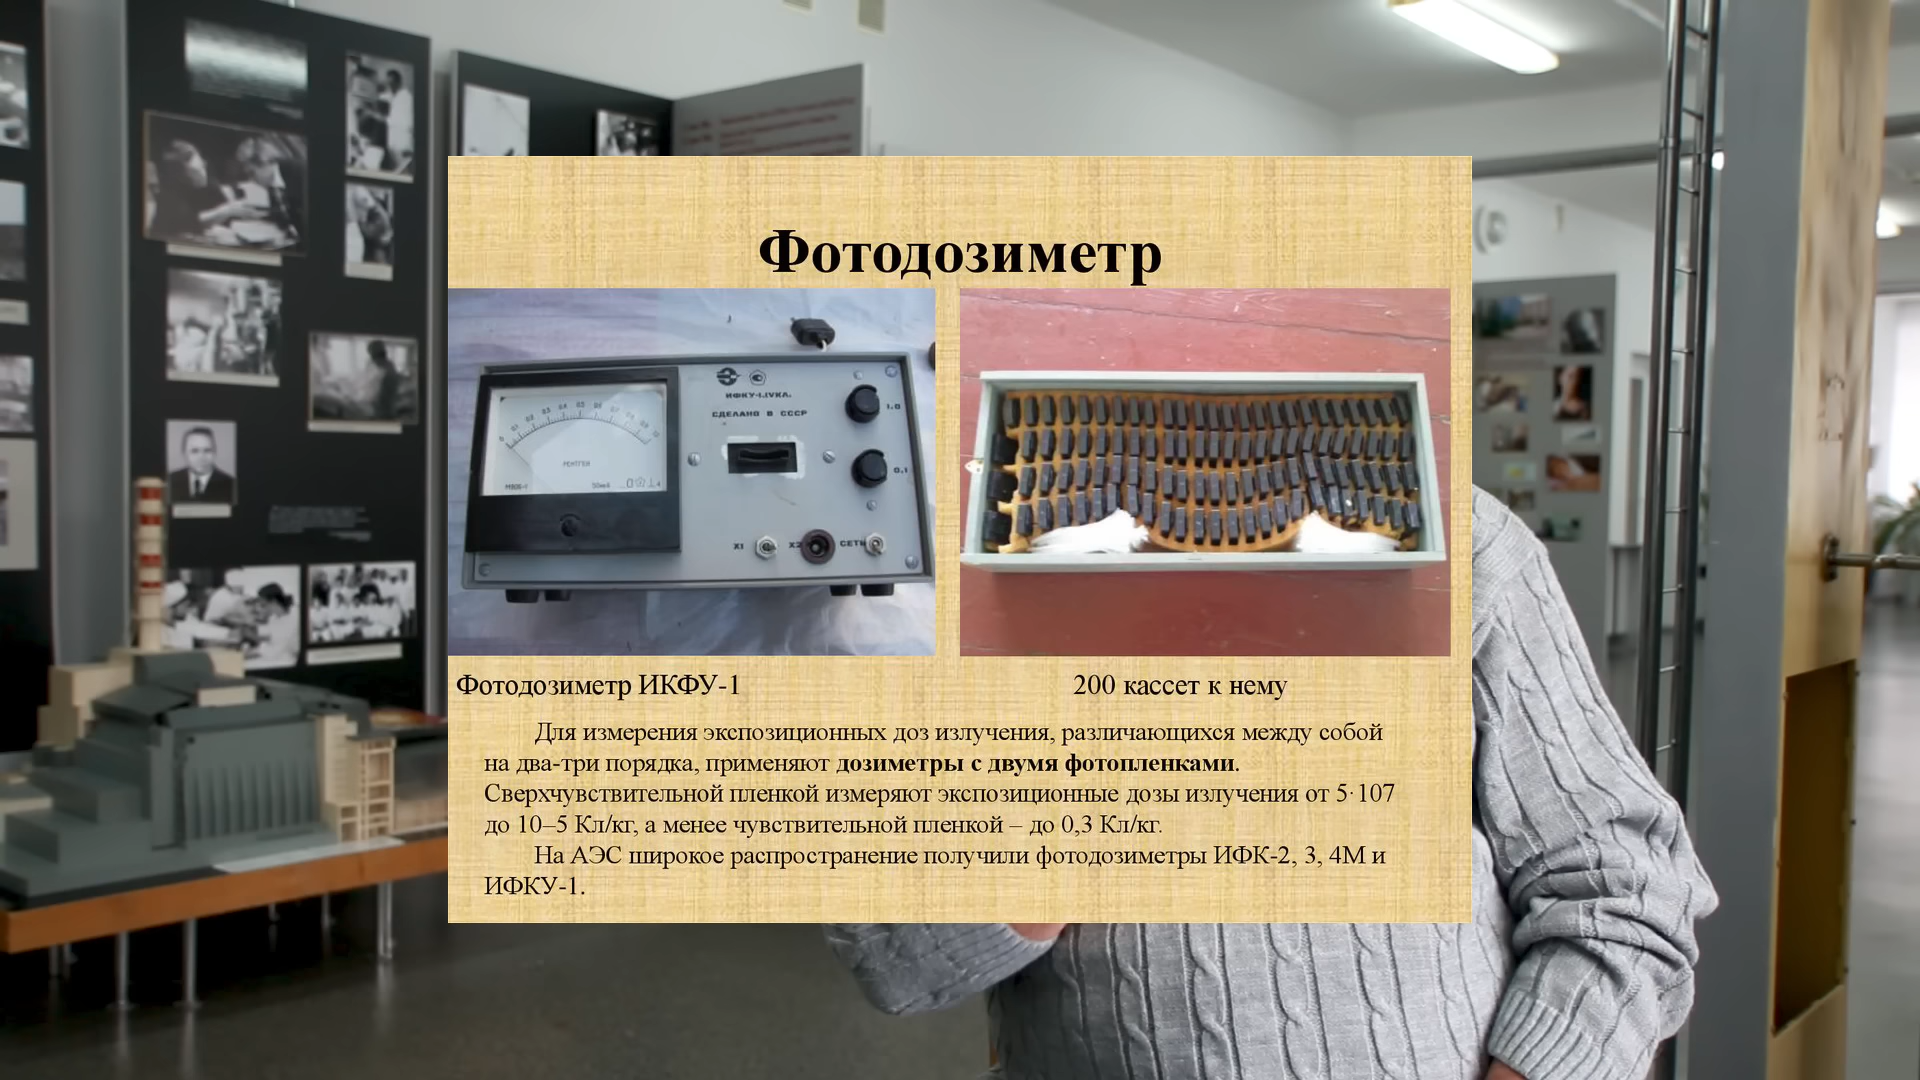 Фотодозиметр
ИФКУ-1.
СДЕЛАНО В СССР
1.0
0.1
РЕНТГЕН
М906-1
50мкА
X1
X2
СЕТЬ
Фотодозиметр ИКФУ-1
200 кассет к нему
Для измерения экспозиционных доз излучения, различающихся между собой
на два-три порядка, применяют дозиметры с двумя фотопленками.
Сверхчувствительной пленкой измеряют экспозиционные дозы излучения от 5·107
до 10–5 Кл/кг, а менее чувствительной пленкой – до 0,3 Кл/кг.
На АЭС широкое распространение получили фотодозиметры ИФК-2, 3, 4М и
ИФКУ-1.